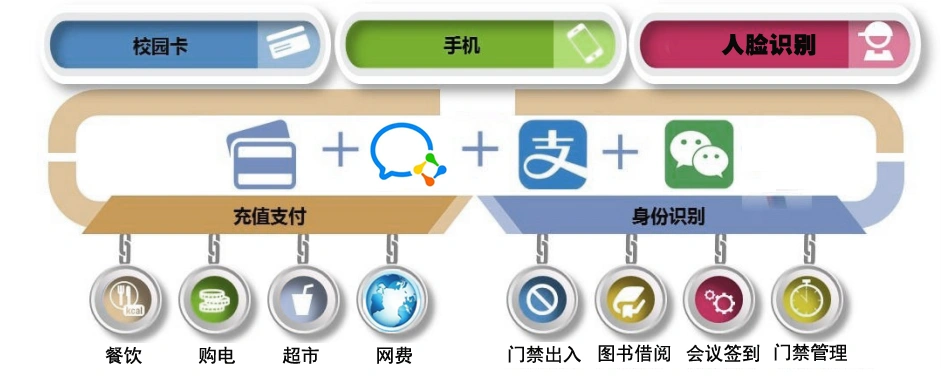 校园卡
手机
人脸识别
支
充值支付
身份识别
kcal
餐饮
购电
超市
网费
门禁出入
图书借阅
会议签到
门禁管理